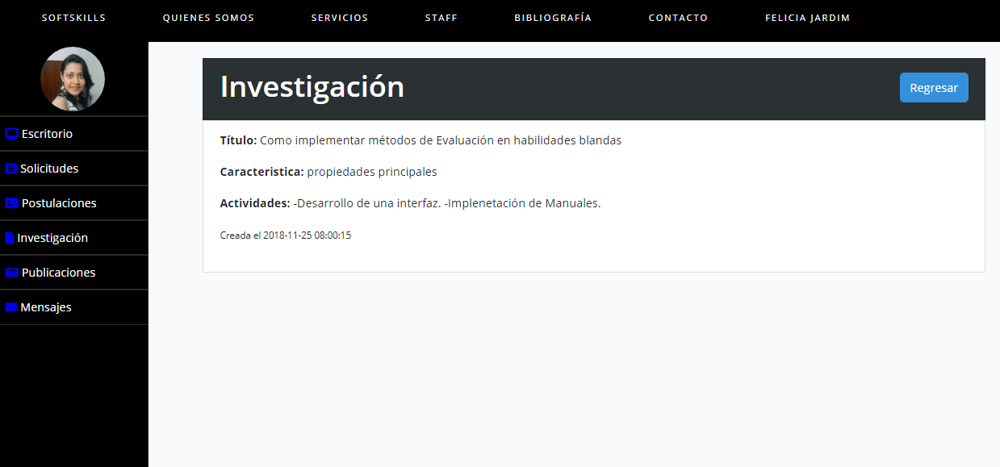 SOFTSKILLS QUIENES SOMOS SERVICIOS STAFF BIBLIOGRAFÍA CONTACTO FELICIA JARDIM
Escritorio
Solicitudes
Postulaciones
Investigación
Publicaciones
Mensajes
Investigación Regresar
Título: Como implementar métodos de Evaluación en habilidades blandas
Caracteristica: propiedades principales
Actividades: -Desarrollo de una interfaz. -Implenetación de Manuales.
Creada el 2018-11-25 08:00:15